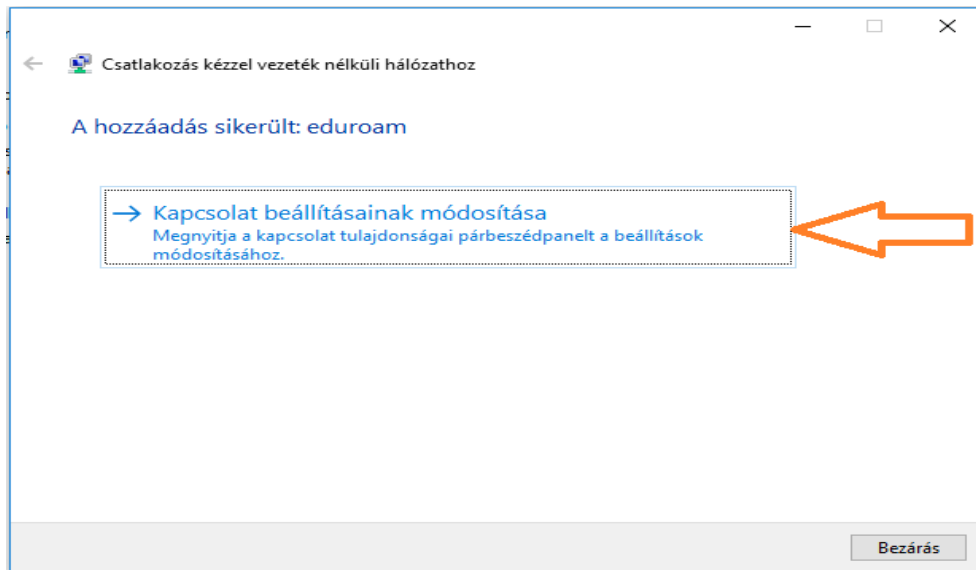 Csatlakozás kézzel vezeték nélküli hálózathoz
A hozzáadás sikerült: eduroam
Kapcsolat beállításainak módosítása
Megnyitja a kapcsolat tulajdonságai párbeszédpanelt a beállítások
módosításához.
Bezárás